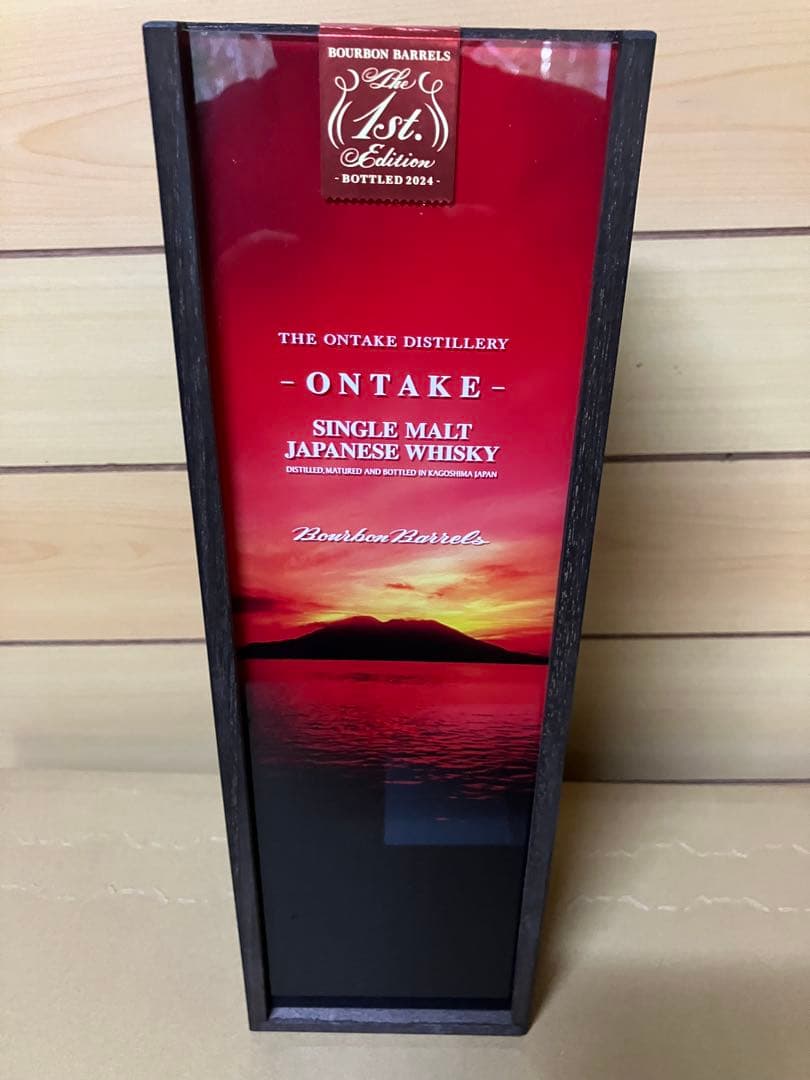 BOURBON BARRELS
The
1st.
Edition
- BOTTLED 2024 -
THE ONTAKE DISTILLERY
- ONTAKE -
SINGLE MALT
JAPANESE WHISKY
DISTILLED, MATURED AND BOTTLED IN KAGOSHIMA JAPAN
Bourbon Barrels